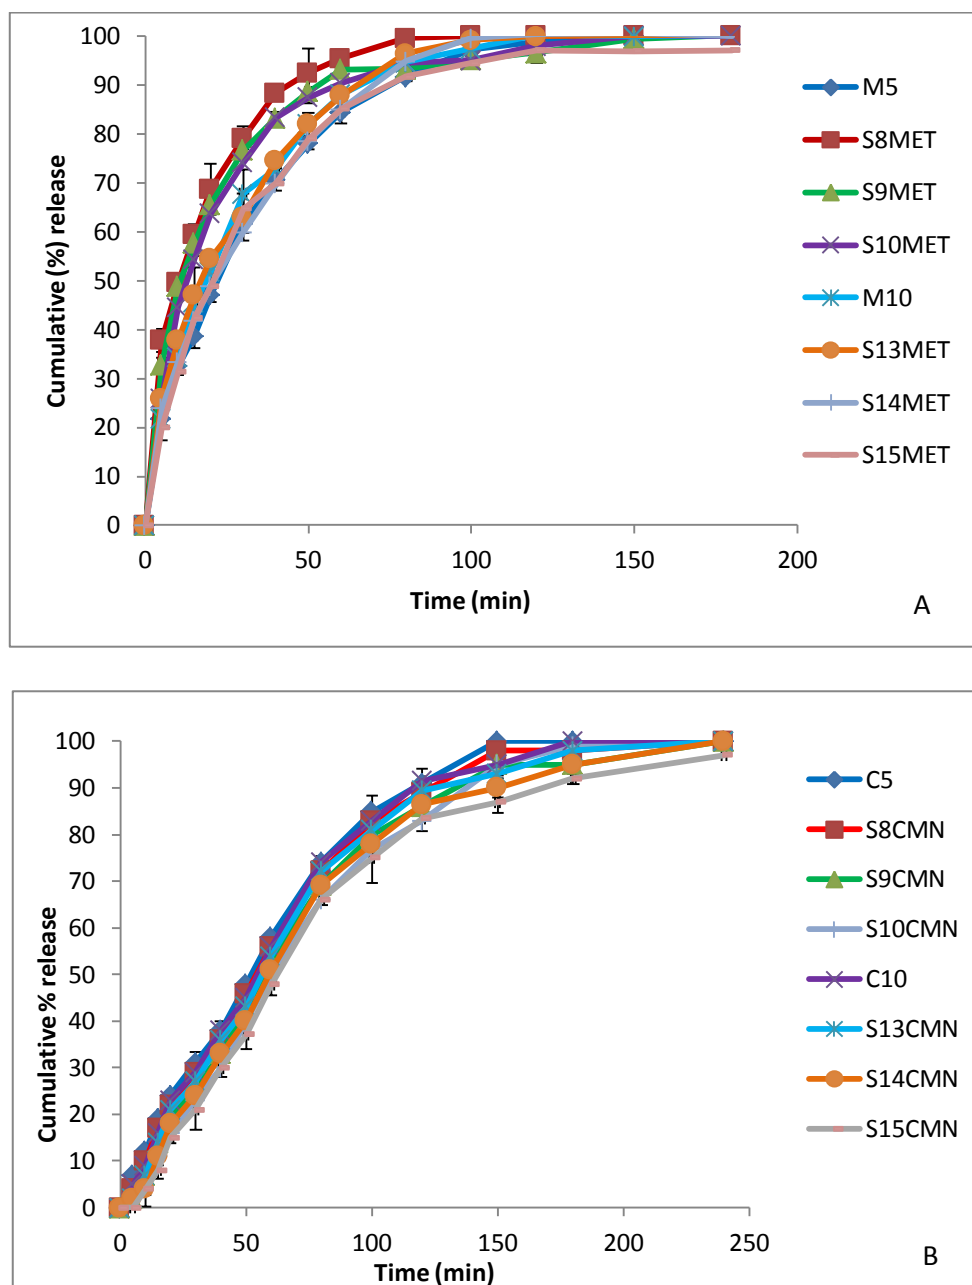 100
90
80
70
60
50
40
30
20
10
0
Cumulative (%) release
0 50 100 150 200
Time (min)
M5
S8MET
S9MET
S10MET
M10
S13MET
S14MET
S15MET
A
100
90
80
70
60
50
40
30
20
10
0
Cumulative % release
0 50 100 150 200 250
Time (min)
C5
S8CMN
S9CMN
S10CMN
C10
S13CMN
S14CMN
S15CMN
B